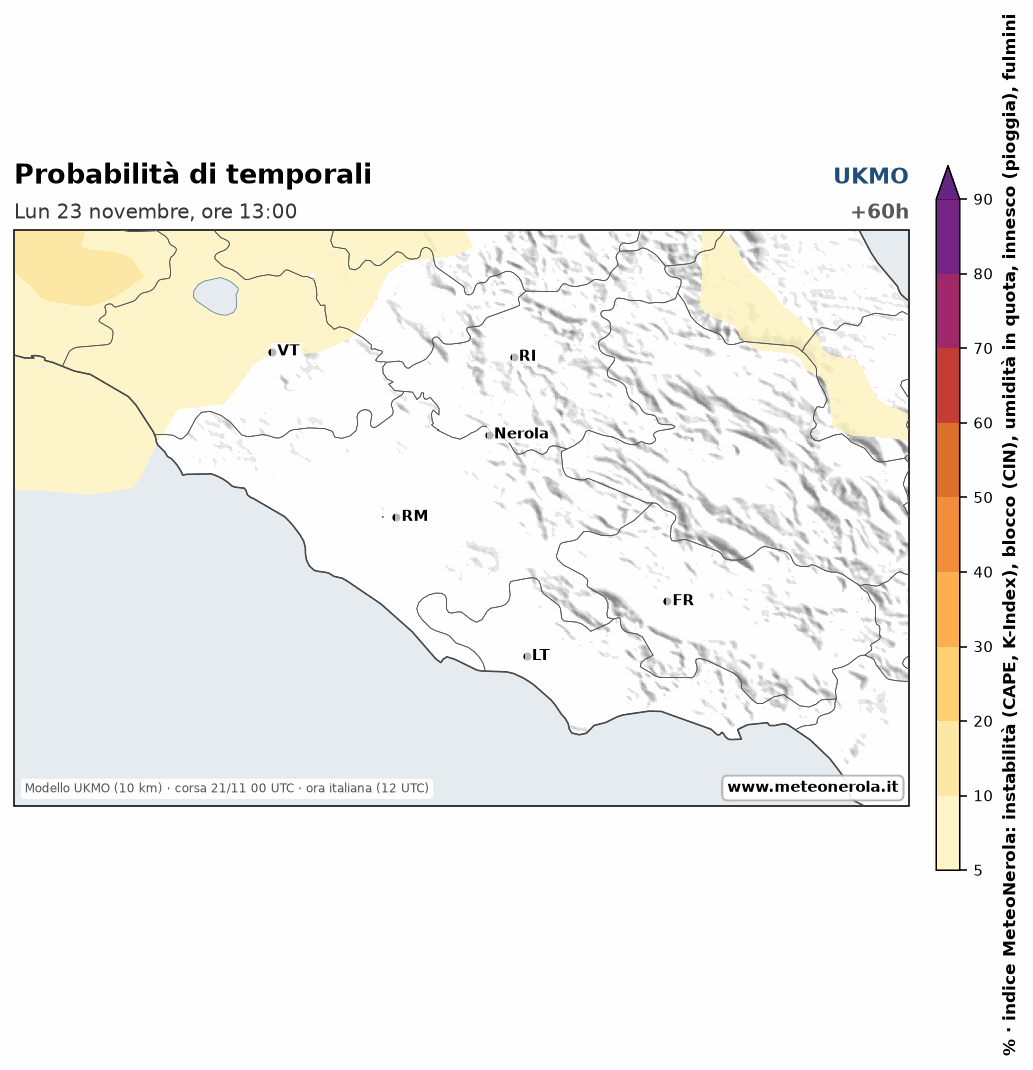 Probabilità di temporali
UKMO
Lun 23 novembre, ore 13:00
+60h
VT
RI
Nerola
RM
FR
LT
Modello UKMO (10 km) · corsa 21/11 00 UTC · ora italiana (12 UTC)
www.meteonerola.it
90
80
70
60
50
40
30
20
10
5
% · indice MeteoNerola: instabilità (CAPE, K-Index), blocco (CIN), umidità in quota, innesco (pioggia), fulmini